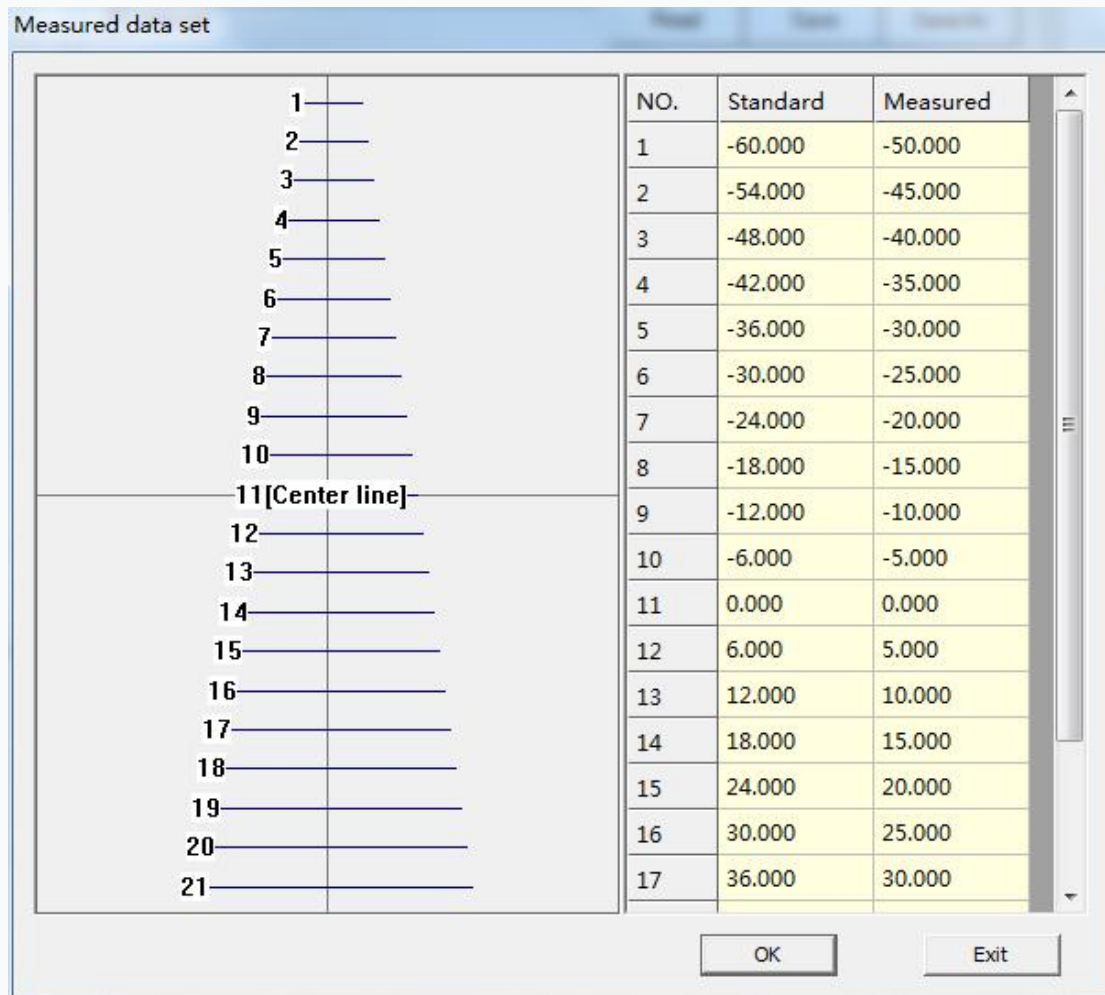 Measured data set
1
2
3
4
5
6
7
8
9
10
11[Center line]
12
13
14
15
16
17
18
19
20
21
NO. Standard Measured
1 -60.000 -50.000
2 -54.000 -45.000
3 -48.000 -40.000
4 -42.000 -35.000
5 -36.000 -30.000
6 -30.000 -25.000
7 -24.000 -20.000
8 -18.000 -15.000
9 -12.000 -10.000
10 -6.000 -5.000
11 0.000 0.000
12 6.000 5.000
13 12.000 10.000
14 18.000 15.000
15 24.000 20.000
16 30.000 25.000
17 36.000 30.000
OK Exit